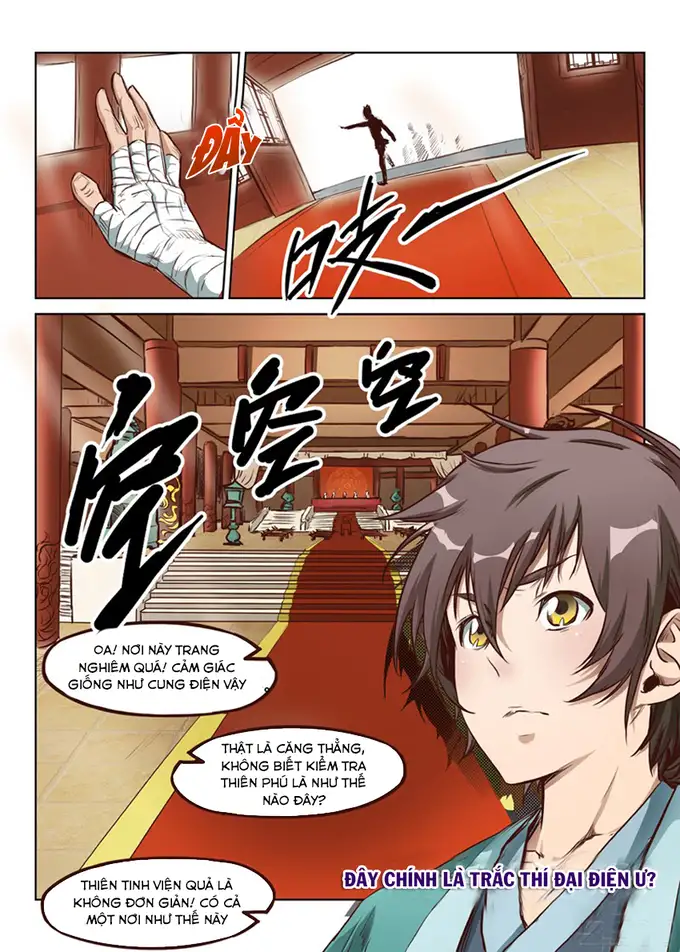 ĐẨY
吱一
空空空
OA! NƠI NÀY TRANG
NGHIÊM QUÁ! CẢM GIÁC
GIỐNG NHƯ CUNG ĐIỆN VẬY
THẬT LÀ CĂNG THẲNG,
KHÔNG BIẾT KIỂM TRA
THIÊN PHÚ LÀ NHƯ THẾ
NÀO ĐÂY?
ĐÂY CHÍNH LÀ TRẮC THÍ ĐẠI ĐIỆN Ư?
THIÊN TINH VIỆN QUẢ LÀ
KHÔNG ĐƠN GIẢN! CÓ CẢ
MỘT NƠI NHƯ THẾ NÀY